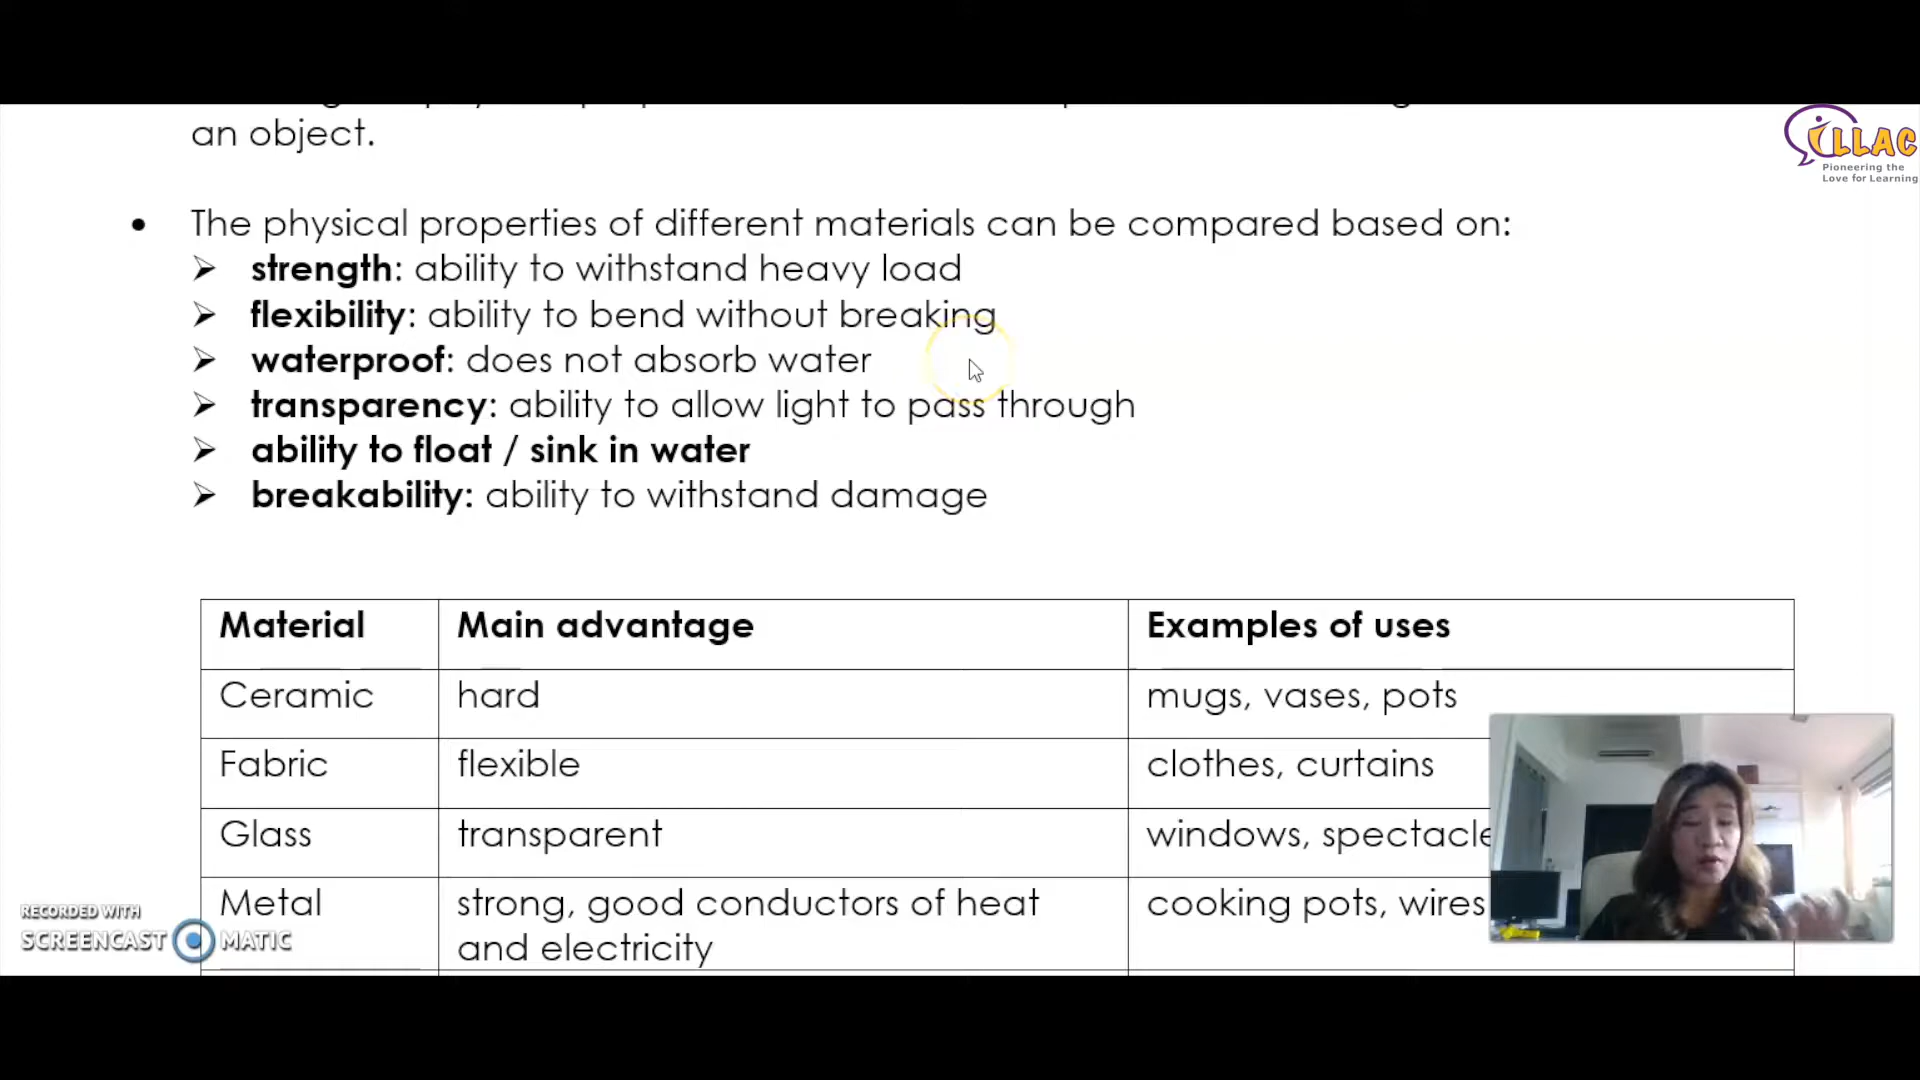 an object.
iLLAC
Pioneering the
Love for Learning
• The physical properties of different materials can be compared based on:
➢ strength: ability to withstand heavy load
➢ flexibility: ability to bend without breaking
➢ waterproof: does not absorb water
➢ transparency: ability to allow light to pass through
➢ ability to float / sink in water
➢ breakability: ability to withstand damage
Material Main advantage Examples of uses
Ceramic hard mugs, vases, pots
Fabric flexible clothes, curtains
Glass transparent windows,
Metal strong, good conductors of heat cooking pots, wires
and electricity
RECORDED WITH
SCREENCAST MATIC